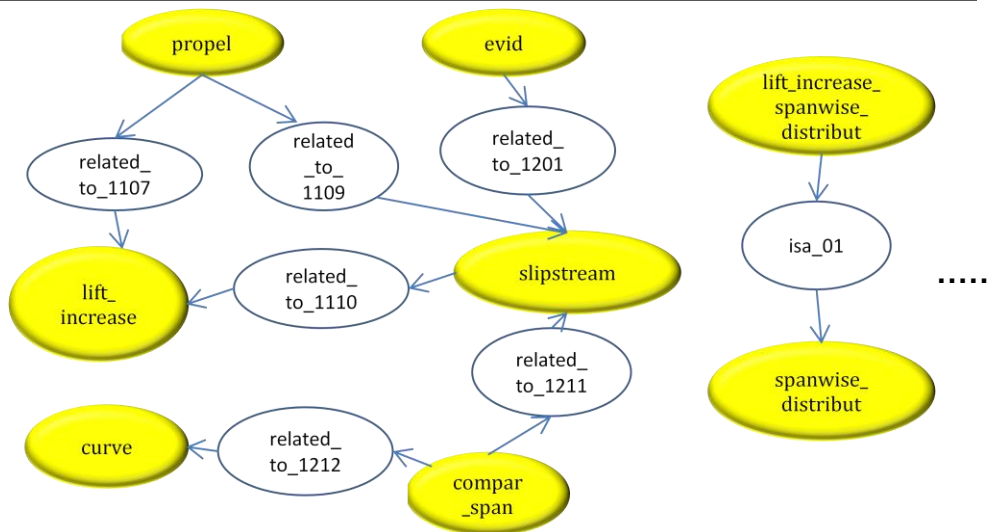 propel
evid
lift_increase_
spanwise_
distribut
related_
to_1107
related
_to_
1109
related_
to_1201
isa_01
lift_
increase
related_
to_1110
slipstream
.....
related_
to_1211
spanwise_
distribut
curve
related_
to_1212
compar
_span